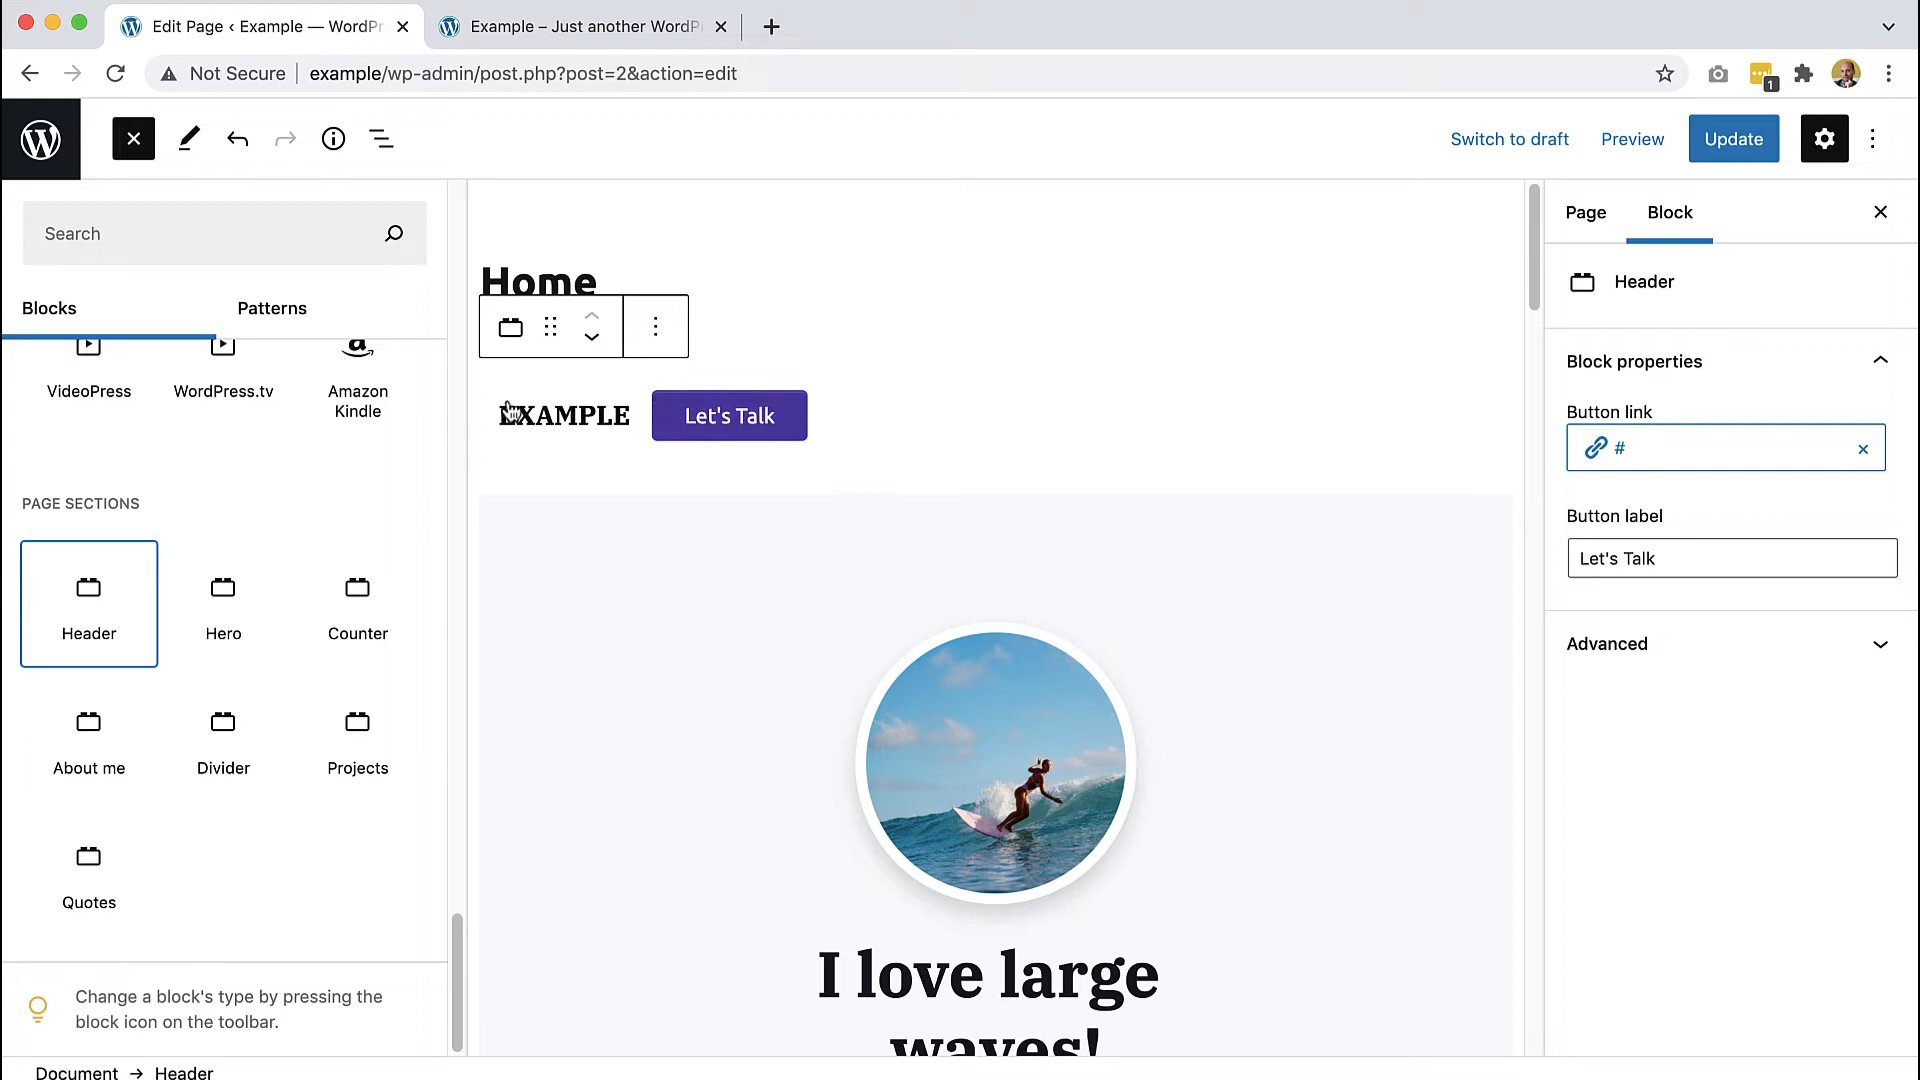 Edit Page ‹ Example — WordPr
Example – Just another WordP
Not Secure
example/wp-admin/post.php?post=2&action=edit
1
Switch to draft
Preview
Update
Search
Blocks
Patterns
VideoPress
WordPress.tv
Amazon
Kindle
PAGE SECTIONS
Header
Hero
Counter
About me
Divider
Projects
Quotes
Change a block's type by pressing the
block icon on the toolbar.
Document → Header
Home
EXAMPLE
Let's Talk
I love large
waves!
Page
Block
Header
Block properties
Button link
#
Button label
Let's Talk
Advanced